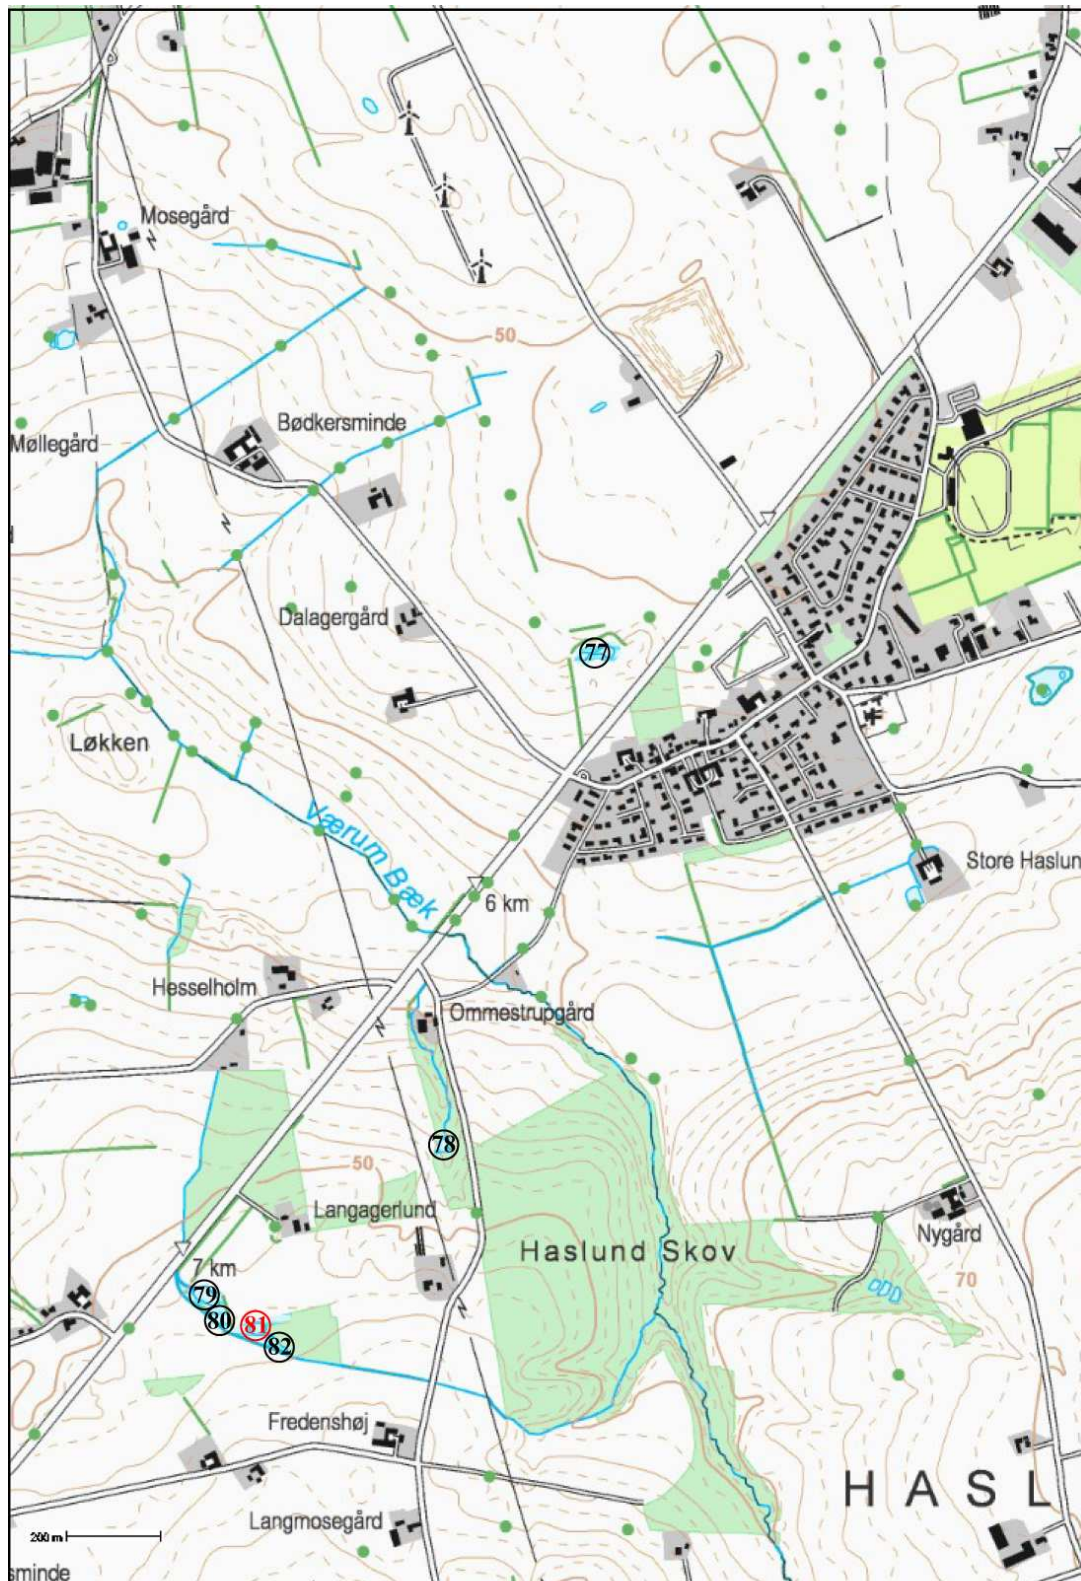 Mosegård
50
Bødkersminde
Møllegård
Dalagergård
77
Løkken
Værum Bæk
6 km
Store Haslun
Hesselholm
Ommestrupgård
78
50
Langagerlund
Haslund Skov
Nygård
70
7 km
79
80
81
82
Fredenshøj
HASL
Langmosegård
200 m
sminde